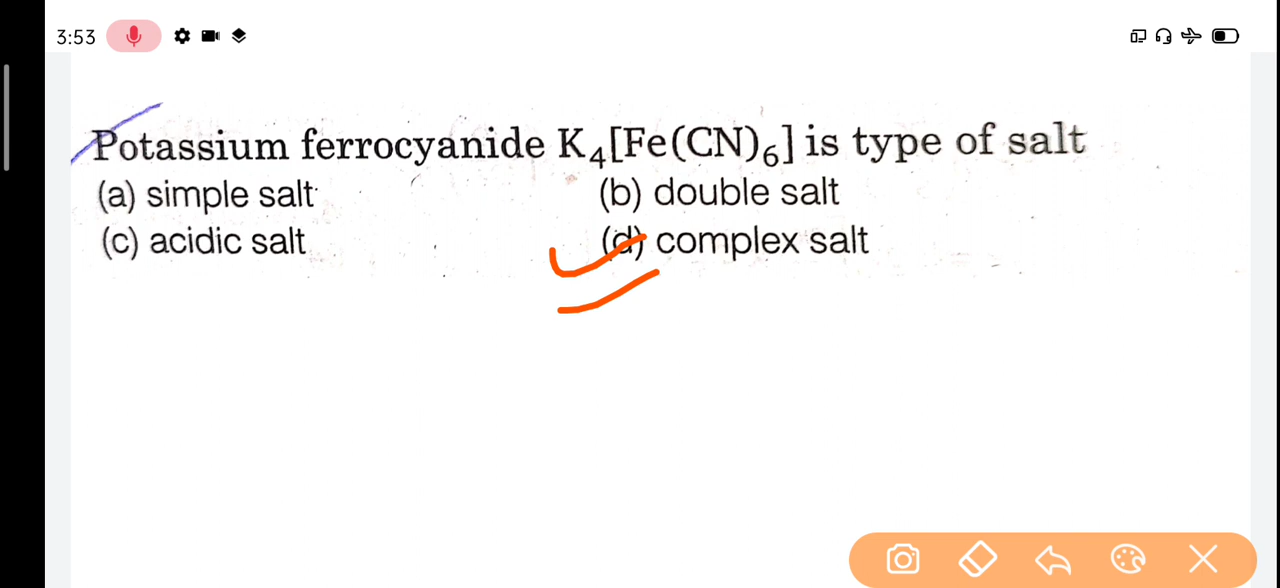 3:53
Potassium ferrocyanide K₄[Fe(CN)₆] is type of salt
(a) simple salt (b) double salt
(c) acidic salt (d) complex salt